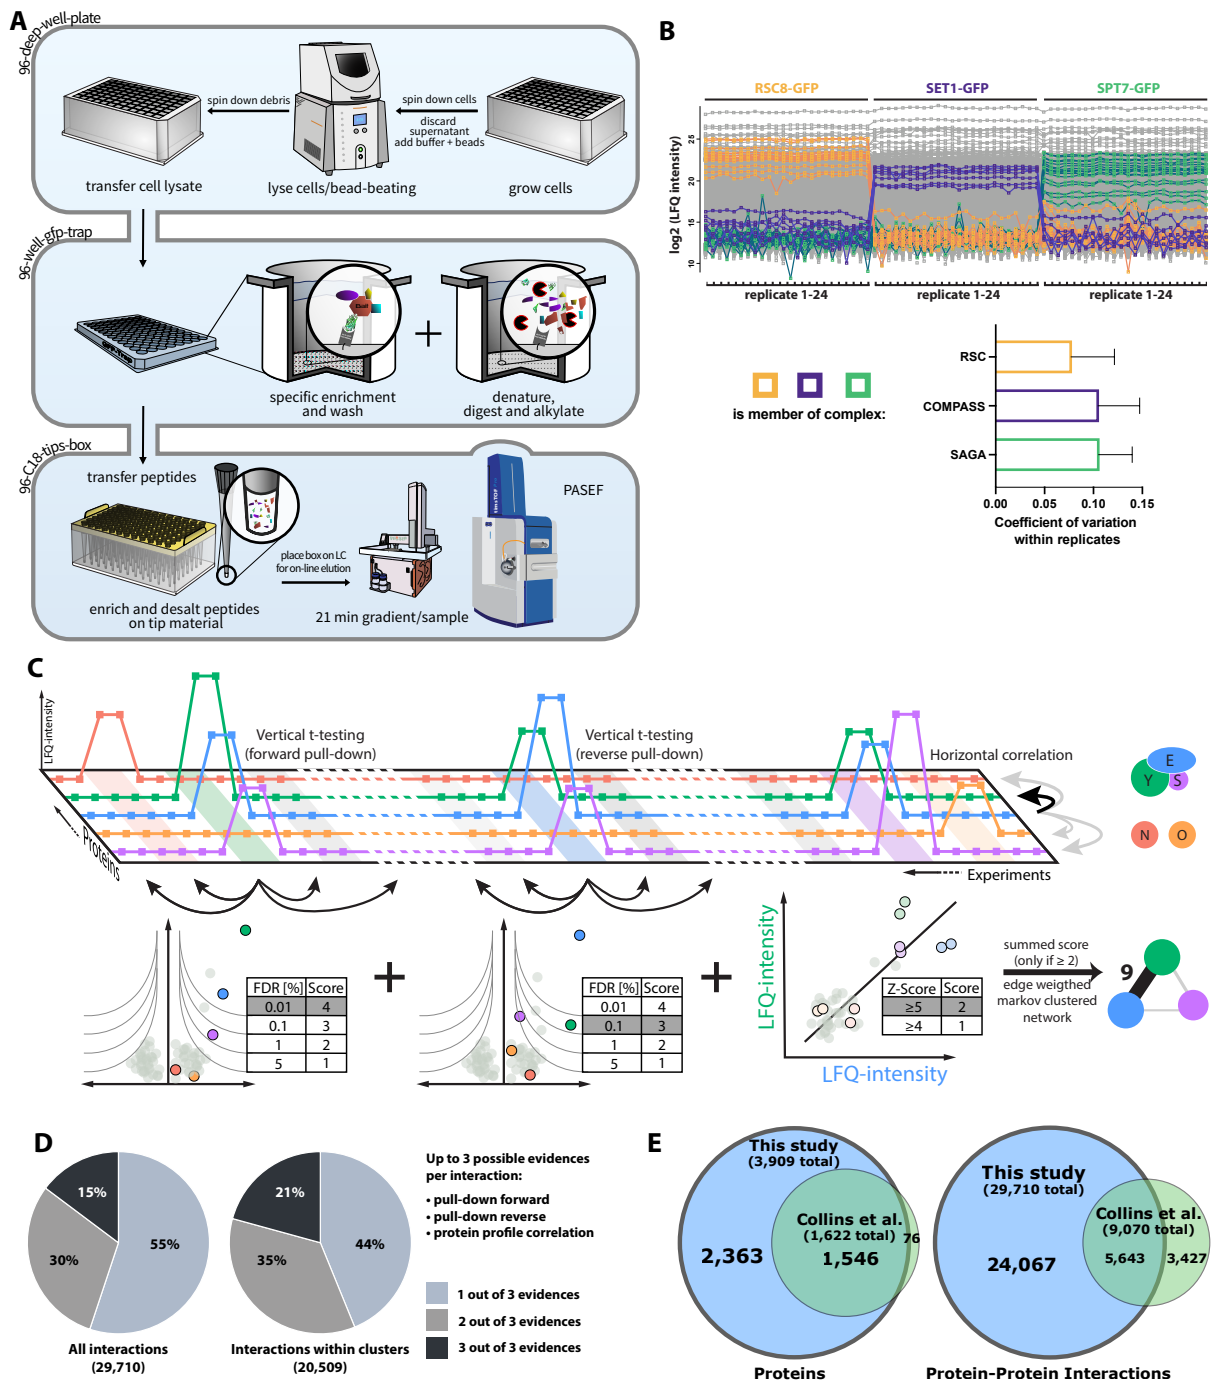 A
96-deep-well-plate
spin down debris
spin down cells
discard
supernatant
add buffer + beads
transfer cell lysate
lyse cells/bead-beating
grow cells
96-well-gfp-trap
GFP-Trap
Bait
+
specific enrichment
and wash
denature,
digest and alkylate
96-C18-tips-box
transfer peptides
PASEF
timsTOF
place box on LC
for on-line elution
enrich and desalt peptides
on tip material
21 min gradient/sample
B
RSC8-GFP
SET1-GFP
SPT7-GFP
log2 (LFQ intensity)
25
20
15
10
replicate 1-24
replicate 1-24
replicate 1-24
is member of complex:
RSC
COMPASS
SAGA
0.00
0.05
0.10
0.15
Coefficient of variation
within replicates
C
LFQ-intensity
Vertical t-testing
(forward pull-down)
Vertical t-testing
(reverse pull-down)
Horizontal correlation
E
Y
S
N
O
Proteins
Experiments
FDR [%] Score
0.01 4
0.1 3
1 2
5 1
+
FDR [%] Score
0.01 4
0.1 3
1 2
5 1
+
LFQ-intensity
LFQ-intensity
Z-Score Score
≥5 2
≥4 1
summed score
(only if ≥ 2)
edge weigthed
markov clustered
network
9
D
15%
55%
30%
All interactions
(29,710)
21%
44%
35%
Interactions within clusters
(20,509)
Up to 3 possible evidences
per interaction:
• pull-down forward
• pull-down reverse
• protein profile correlation
1 out of 3 evidences
2 out of 3 evidences
3 out of 3 evidences
E
This study
(3,909 total)
Collins et al.
(1,622 total)
76
2,363
1,546
Proteins
This study
(29,710 total)
Collins et al.
(9,070 total)
24,067
5,643
3,427
Protein-Protein Interactions